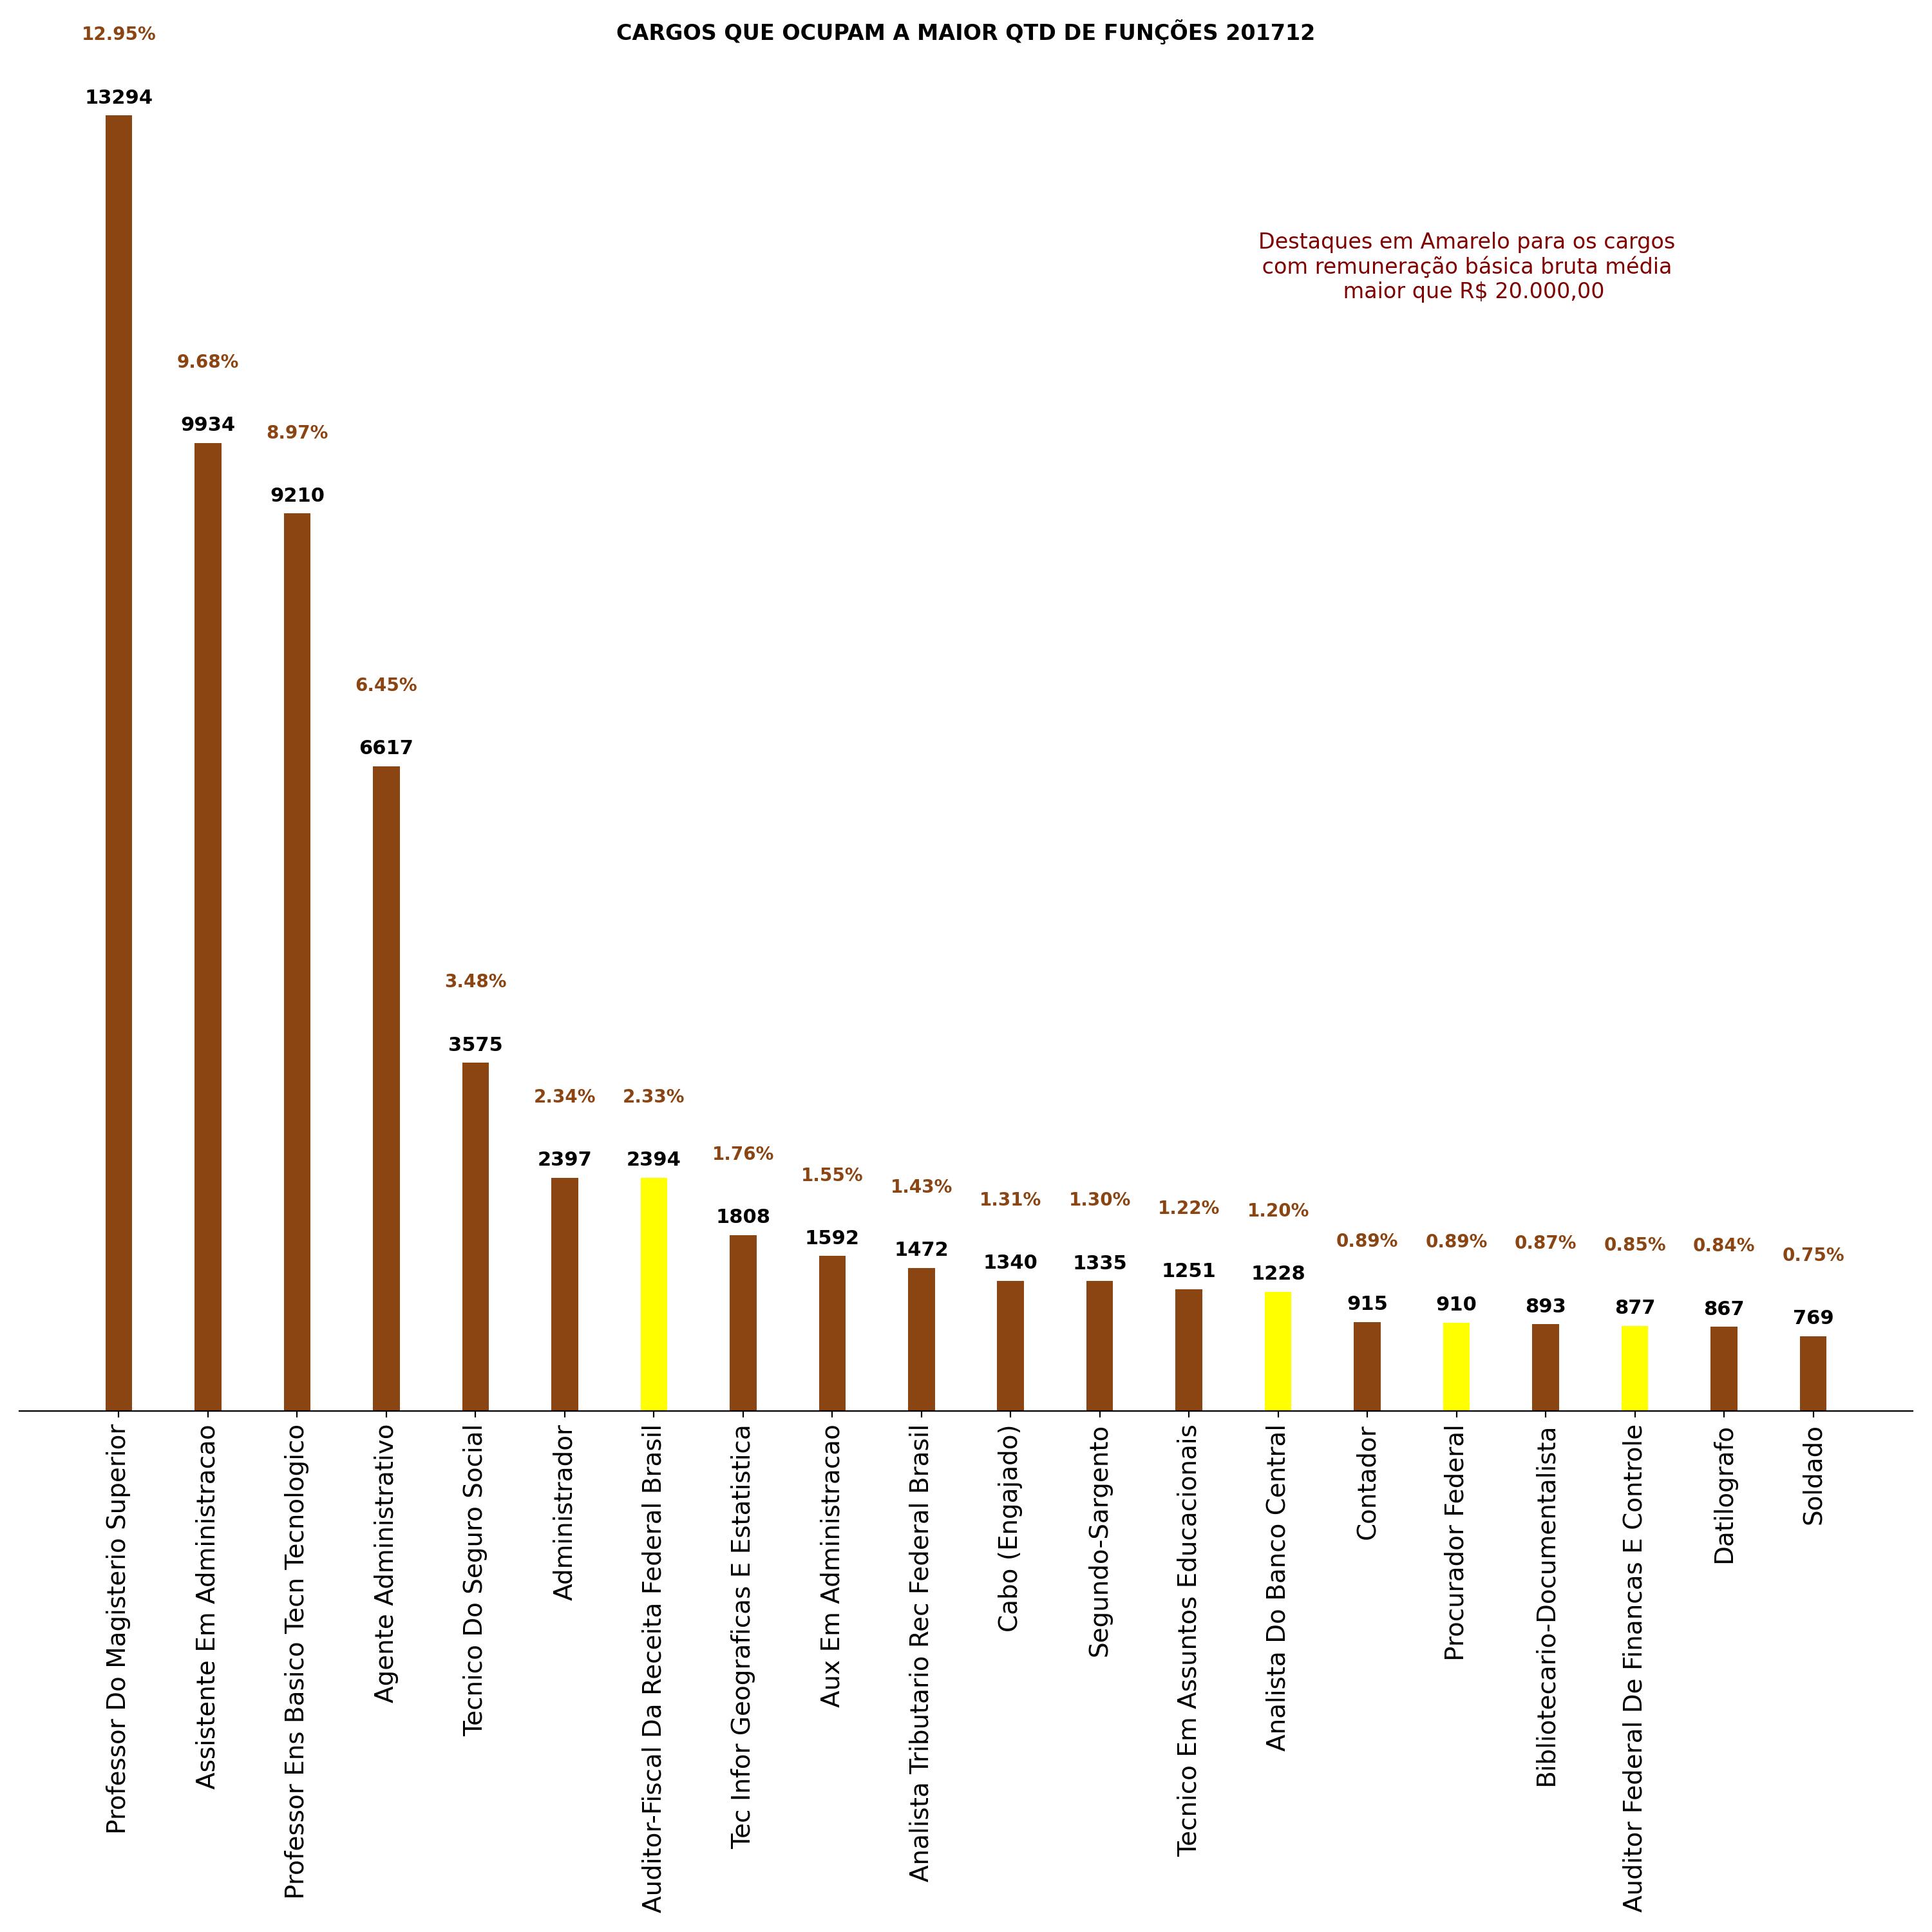 CARGOS QUE OCUPAM A MAIOR QTD DE FUNÇÕES 201712
Destaques em Amarelo para os cargos
com remuneração básica bruta média
maior que R$ 20.000,00
12.95%
13294
9.68%
9934
8.97%
9210
6.45%
6617
3.48%
3575
2.34%
2397
2.33%
2394
1.76%
1808
1.55%
1592
1.43%
1472
1.31%
1340
1.30%
1335
1.22%
1251
1.20%
1228
0.89%
915
0.89%
910
0.87%
893
0.85%
877
0.84%
867
0.75%
769
Professor Do Magisterio Superior
Assistente Em Administracao
Professor Ens Basico Tecn Tecnologico
Agente Administrativo
Tecnico Do Seguro Social
Administrador
Auditor-Fiscal Da Receita Federal Brasil
Tec Infor Geograficas E Estatistica
Aux Em Administracao
Analista Tributario Rec Federal Brasil
Cabo (Engajado)
Segundo-Sargento
Tecnico Em Assuntos Educacionais
Analista Do Banco Central
Contador
Procurador Federal
Bibliotecario-Documentalista
Auditor Federal De Financas E Controle
Datilografo
Soldado